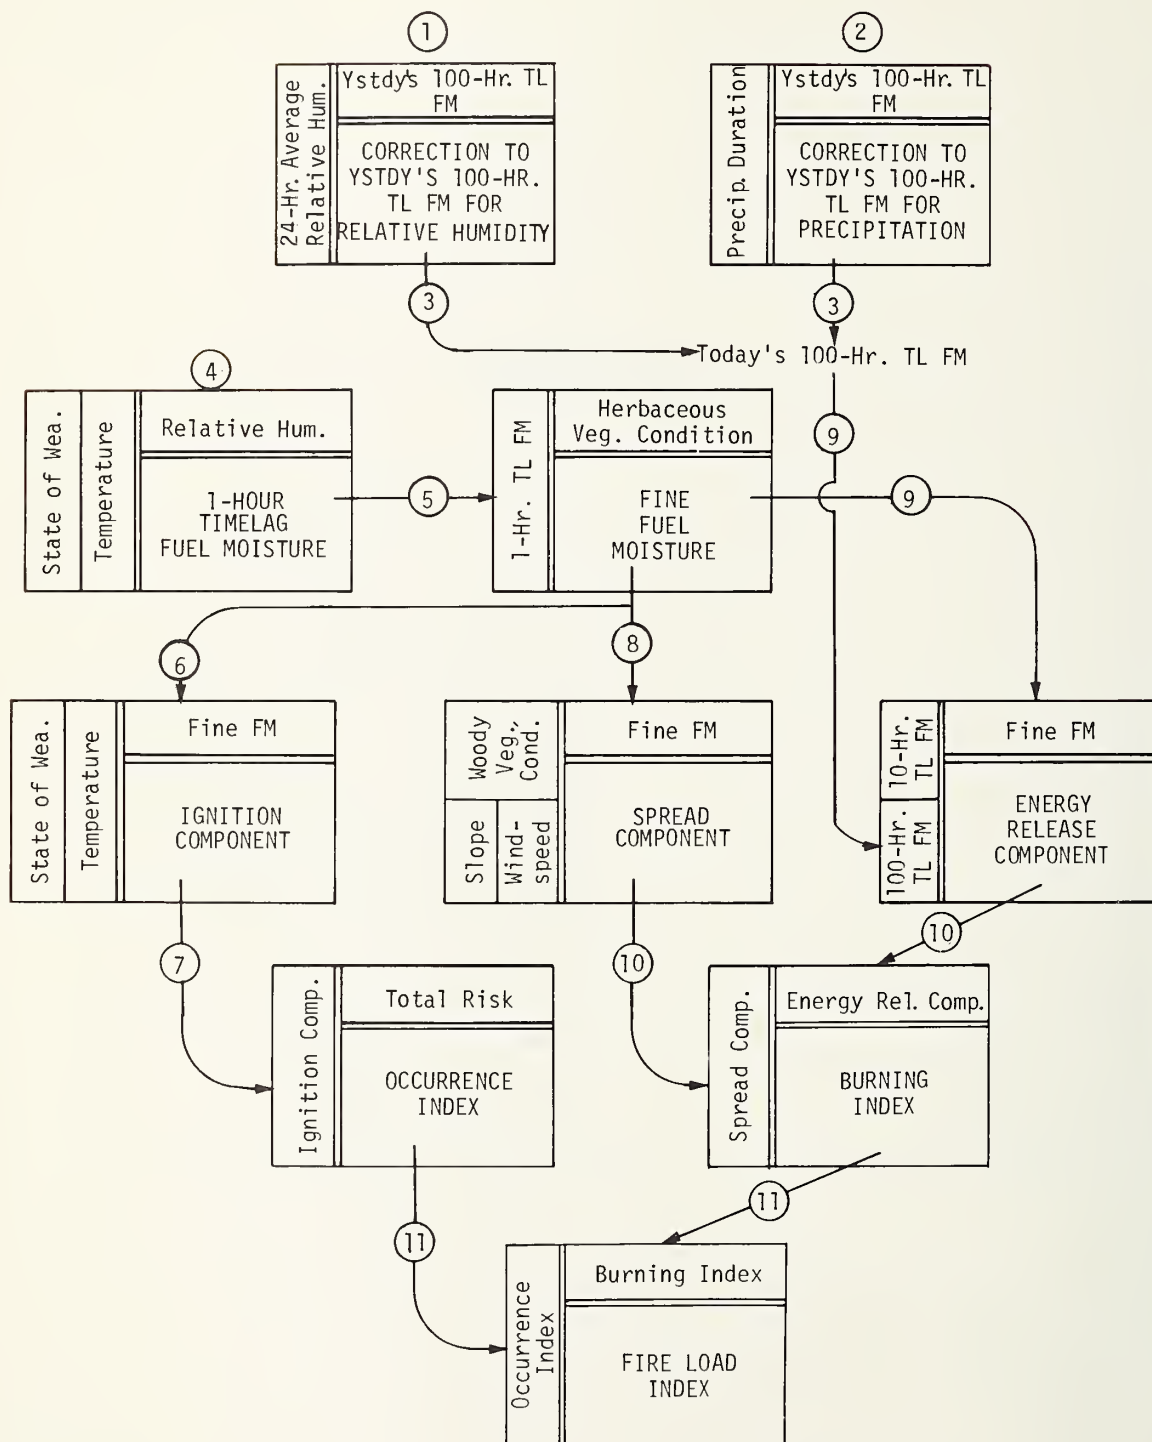 1
2
24-Hr. Average
Relative Hum.
Ystdy's 100-Hr. TL
FM
CORRECTION TO
YSTDY'S 100-HR.
TL FM FOR
RELATIVE HUMIDITY
Precip. Duration
Ystdy's 100-Hr. TL
FM
CORRECTION TO
YSTDY'S 100-HR.
TL FM FOR
PRECIPITATION
3
3
Today's 100-Hr. TL FM
4
State of Wea.
Temperature
Relative Hum.
1-HOUR
TIMELAG
FUEL MOISTURE
5
1-Hr. TL FM
Herbaceous
Veg. Condition
FINE
FUEL
MOISTURE
9
9
6
8
State of Wea.
Temperature
Fine FM
IGNITION
COMPONENT
Woody
Veg.,
Cond.
Slope
Wind-
speed
Fine FM
SPREAD
COMPONENT
10-Hr.
TL FM
100-Hr.
TL FM
Fine FM
ENERGY
RELEASE
COMPONENT
7
10
10
Ignition Comp.
Total Risk
OCCURRENCE
INDEX
Spread Comp.
Energy Rel. Comp.
BURNING
INDEX
11
11
Occurrence
Index
Burning Index
FIRE LOAD
INDEX